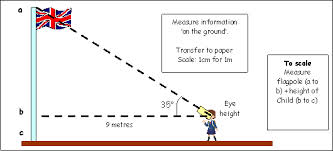 a
Measure information
'on the ground'.
Transfer to paper
Scale: 1cm for 1m
To scale
Measure
flagpole (a to
b) + height of
Child (b to c)
35°
Eye
height
b
9 metres
c